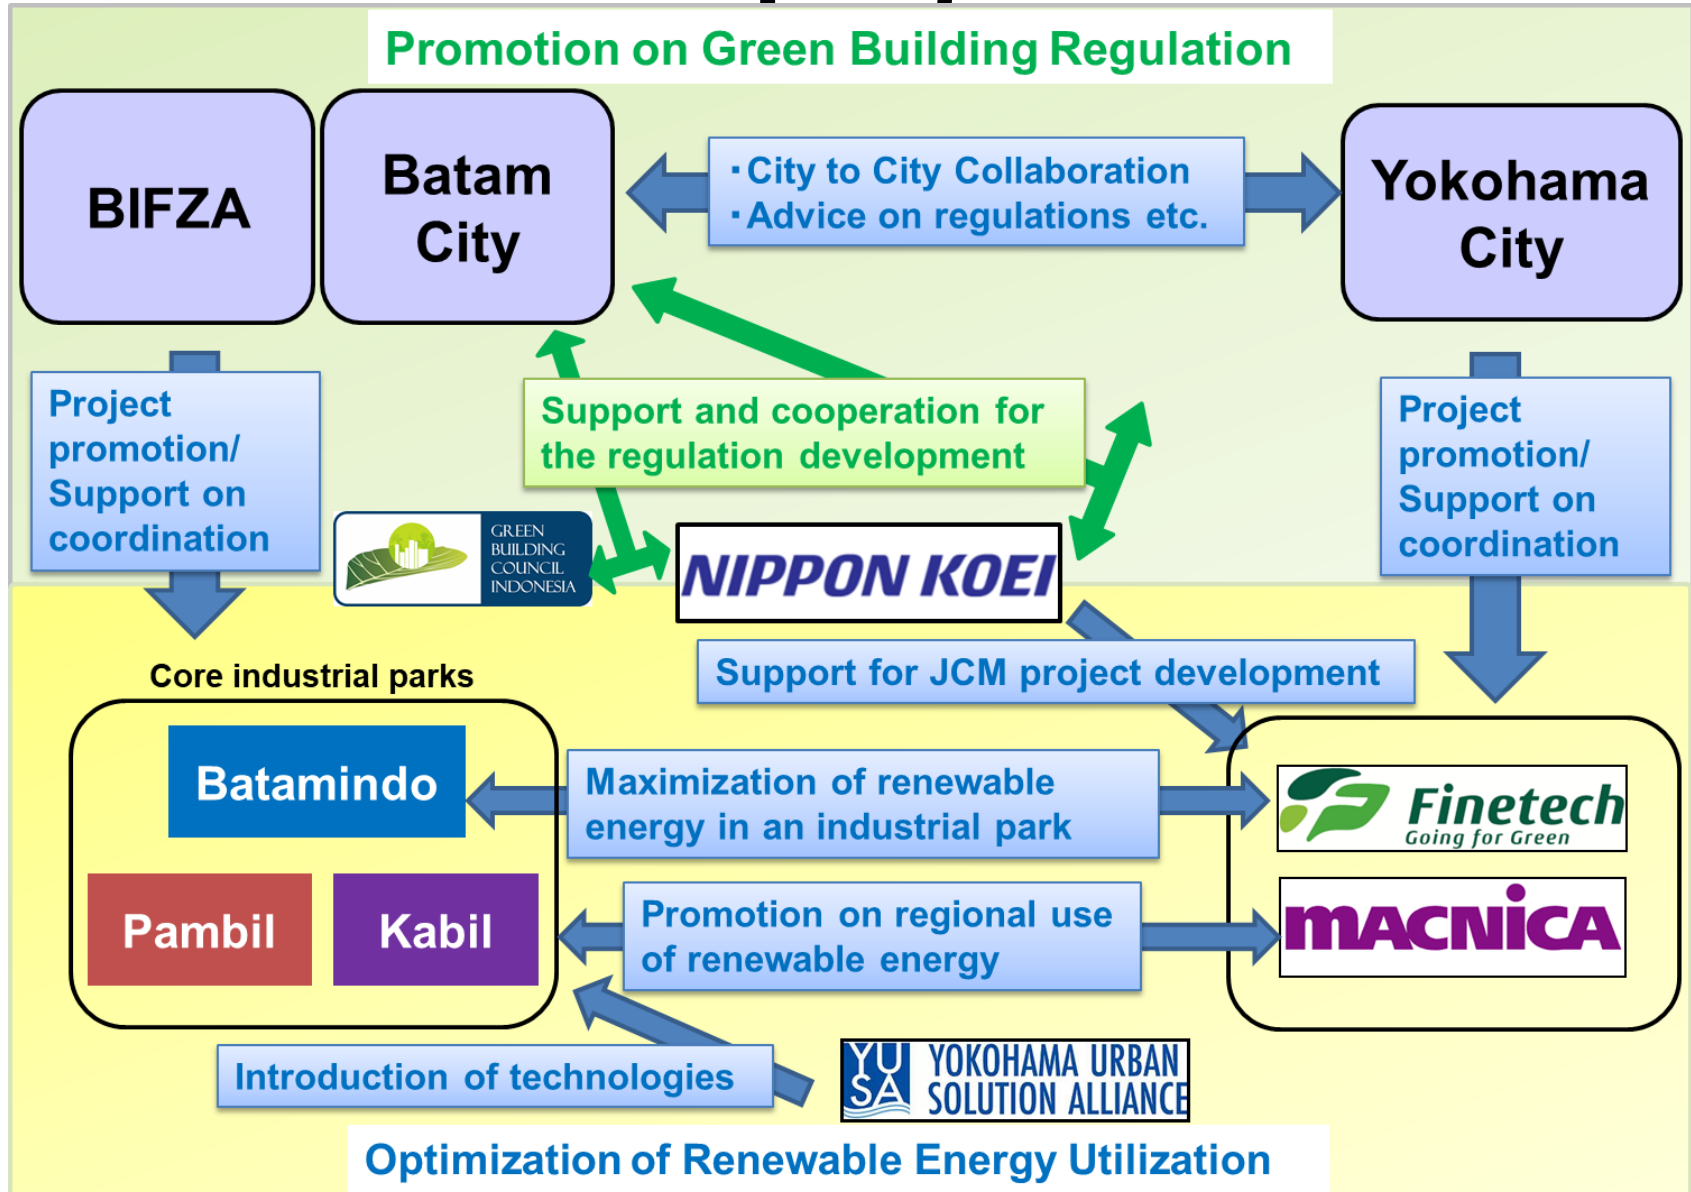 Promotion on Green Building Regulation
BIFZA
Batam
City
・City to City Collaboration
・Advice on regulations etc.
Yokohama
City
Project
promotion/
Support on
coordination
Support and cooperation for
the regulation development
Project
promotion/
Support on
coordination
GREEN
BUILDING
COUNCIL
INDONESIA
NIPPON KOEI
Support for JCM project development
Core industrial parks
Batamindo
Maximization of renewable
energy in an industrial park
Finetech
Going for Green
Pambil
Kabil
Promotion on regional use
of renewable energy
MACNiCA
Introduction of technologies
YU
SA
YOKOHAMA URBAN
SOLUTION ALLIANCE
Optimization of Renewable Energy Utilization